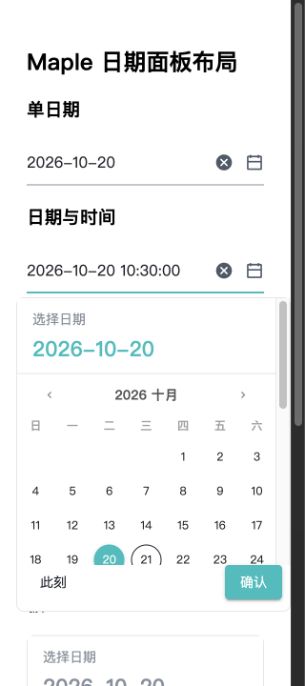 Maple 日期面板布局
单日期
2026-10-20
日期与时间
2026-10-20 10:30:00
选择日期
2026-10-20
‹ 2026 十月 ›
日 一 二 三 四 五 六
1 2 3
4 5 6 7 8 9 10
11 12 13 14 15 16 17
18 19 20 21 22 23 24
此刻 确认
选择日期
2026-10-20